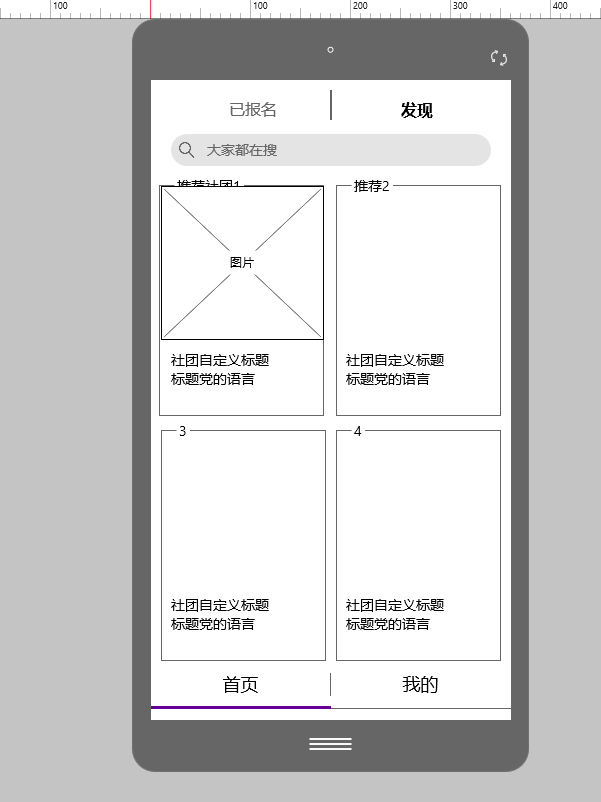 100
100
200
300
400
已报名
发现
大家都在搜
推荐社团1
推荐2
图片
社团自定义标题
标题党的语言
社团自定义标题
标题党的语言
3
4
社团自定义标题
标题党的语言
社团自定义标题
标题党的语言
首页
我的